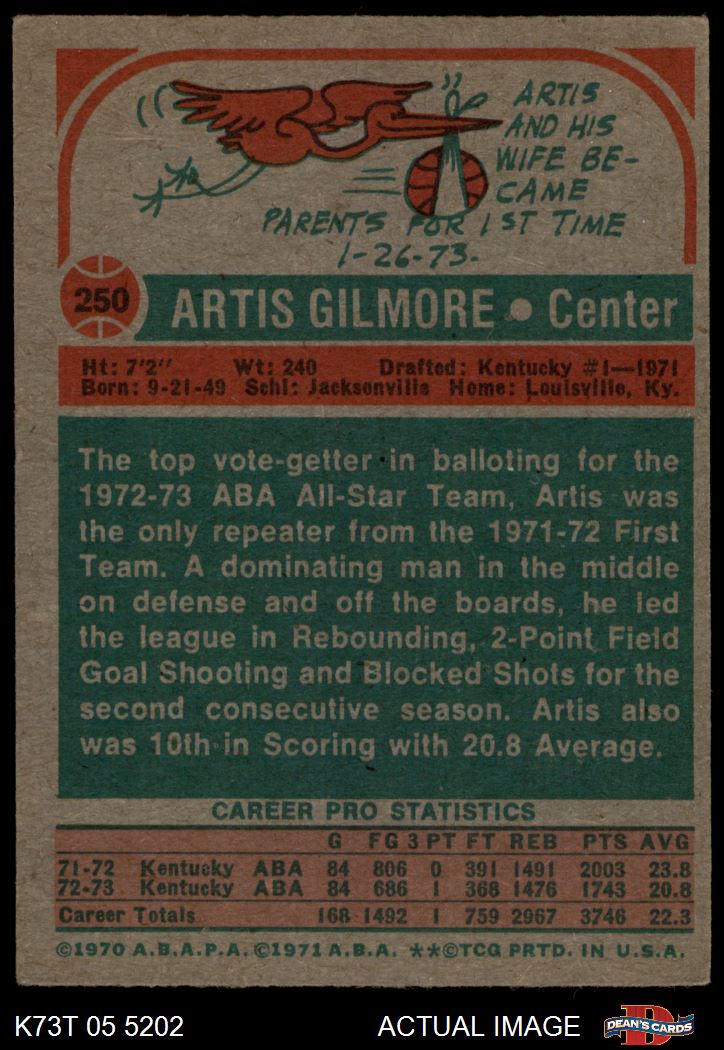 ARTIS
AND HIS
WIFE BE-
CAME
PARENTS FOR 1ST TIME
1-26-73.
250
ARTIS GILMORE • Center
Ht: 7'2" Wt: 240 Drafted: Kentucky #1—1971
Born: 9-21-49 Schl: Jacksonville Home: Louisville, Ky.
The top vote-getter in balloting for the
1972-73 ABA All-Star Team, Artis was
the only repeater from the 1971-72 First
Team. A dominating man in the middle
on defense and off the boards, he led
the league in Rebounding, 2-Point Field
Goal Shooting and Blocked Shots for the
second consecutive season. Artis also
was 10th in Scoring with 20.8 Average.
CAREER PRO STATISTICS
G FG 3PT FT REB PTS AVG
71-72 Kentucky ABA 84 806 0 391 1491 2003 23.8
72-73 Kentucky ABA 84 686 1 368 1476 1743 20.8
Career Totals 168 1492 1 759 2967 3746 22.3
©1970 A.B.A.P.A. ©1971 A.B.A. **©TCG PRTD. IN U.S.A.
K73T 05 5202 ACTUAL IMAGE
D
DEAN'S CARDS